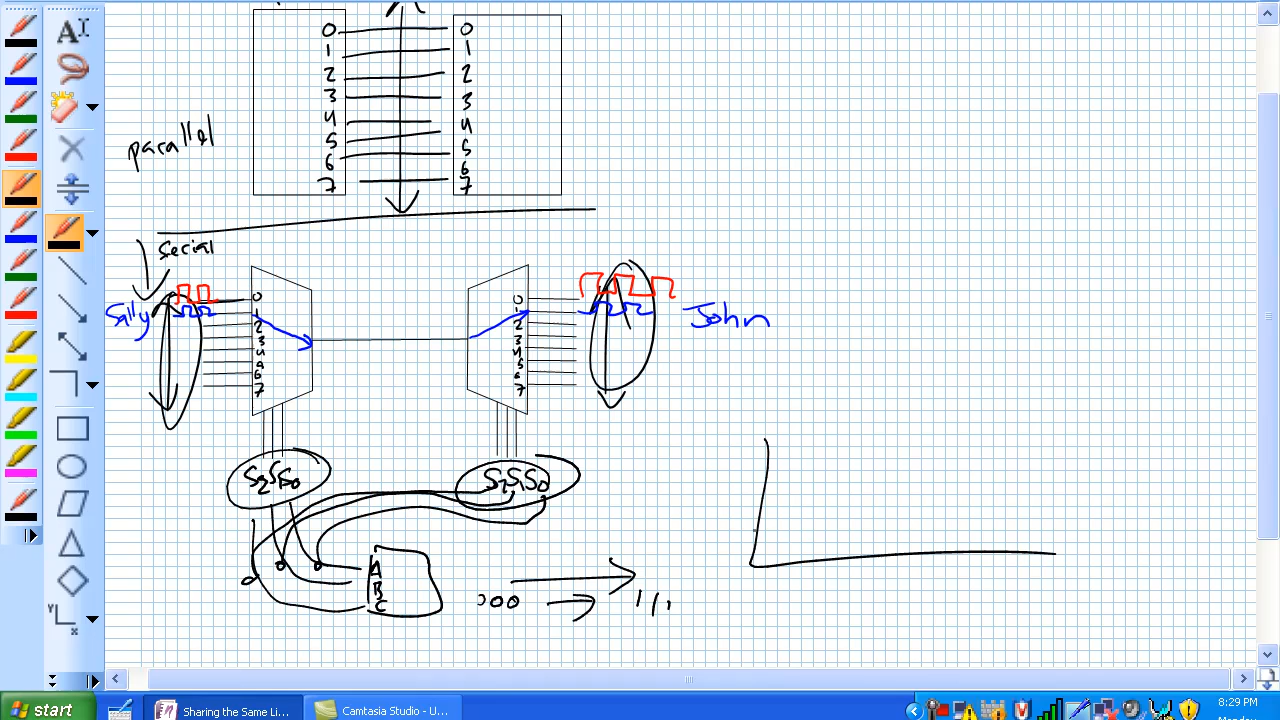 0 0
1 1
2 2
3 3
4 4
5 5
6 6
7 7
parallel
Serial
Sally
0
1
2
3
4
6
7
0
1
2
3
4
5
6
7
John
S2S1S0 S2S1S0
A
B
C
000 111
start
Sharing the Same Li...
Camtasia Studio - U...
8:29 PM
Monday